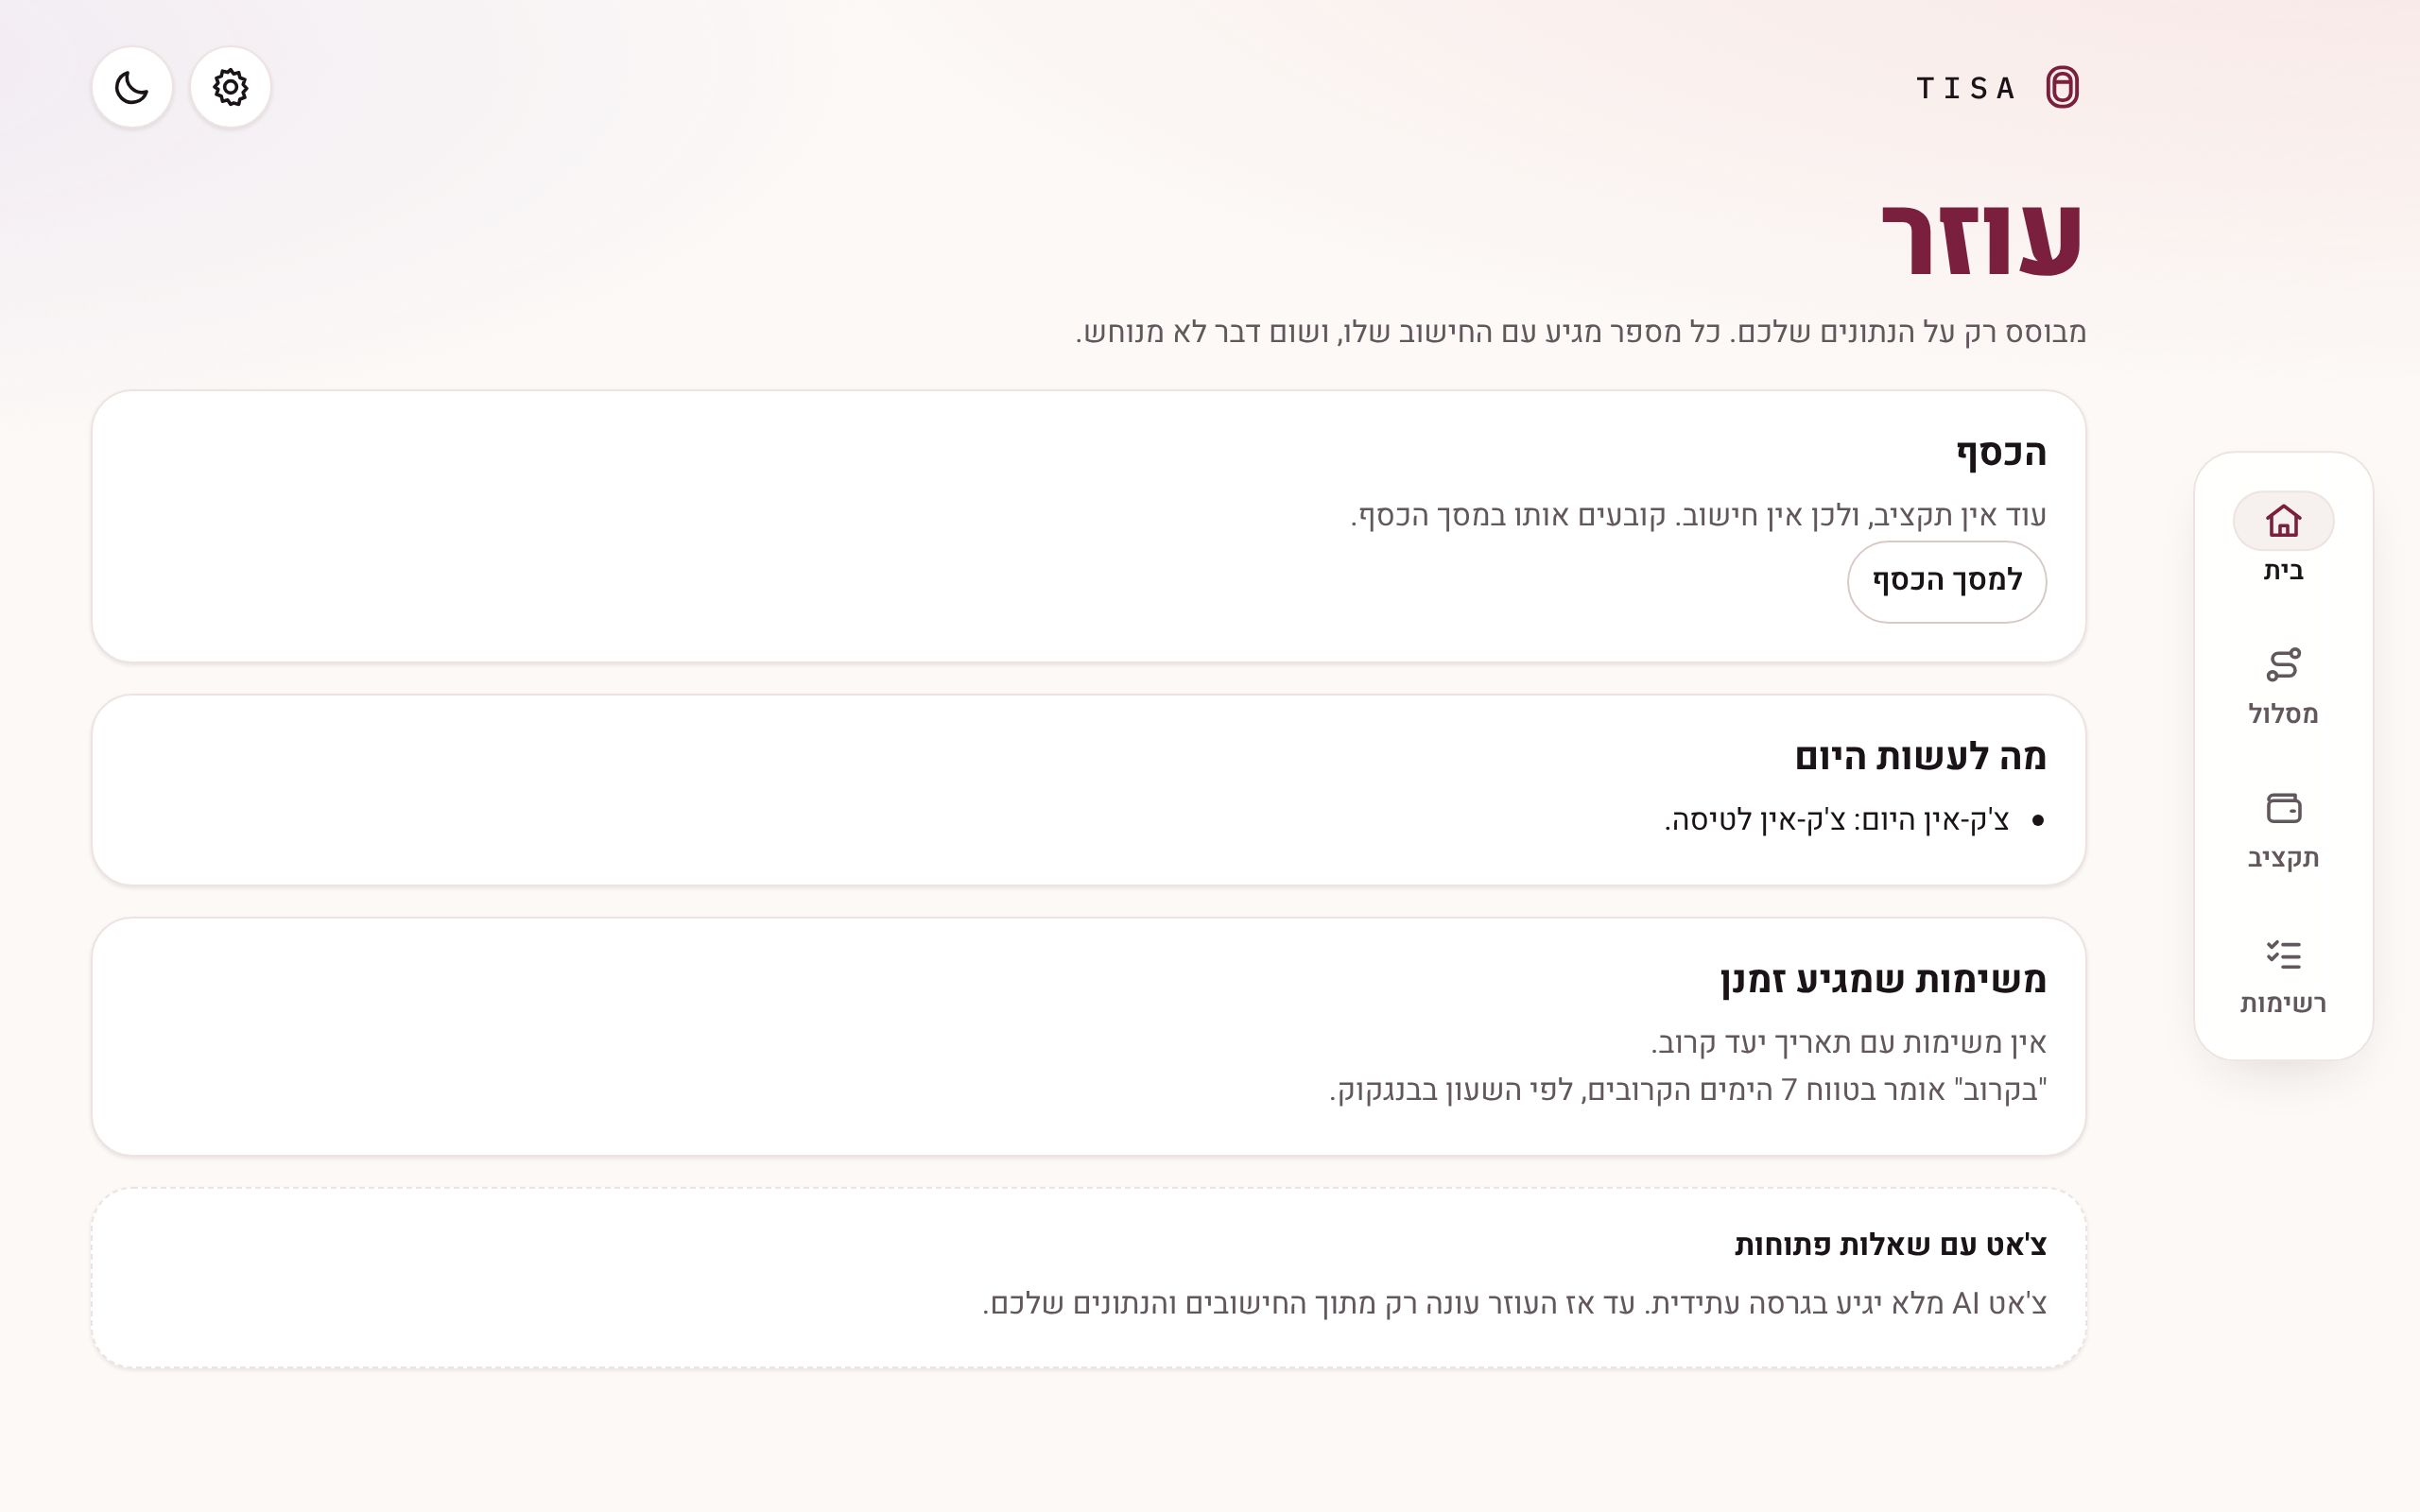 TISA
עוזר
מבוסס רק על הנתונים שלכם. כל מספר מגיע עם החישוב שלו, ושום דבר לא מנוחש.
הכסף
עוד אין תקציב, ולכן אין חישוב. קובעים אותו במסך הכסף.
למסך הכסף
מה לעשות היום
• צ'ק-אין היום: צ'ק-אין לטיסה.
משימות שמגיע זמנן
אין משימות עם תאריך יעד קרוב.
"בקרוב" אומר בטווח 7 הימים הקרובים, לפי השעון בבנגקוק.
צ'אט עם שאלות פתוחות
צ'אט AI מלא יגיע בגרסה עתידית. עד אז העוזר עונה רק מתוך החישובים והנתונים שלכם.
בית
מסלול
תקציב
רשימות